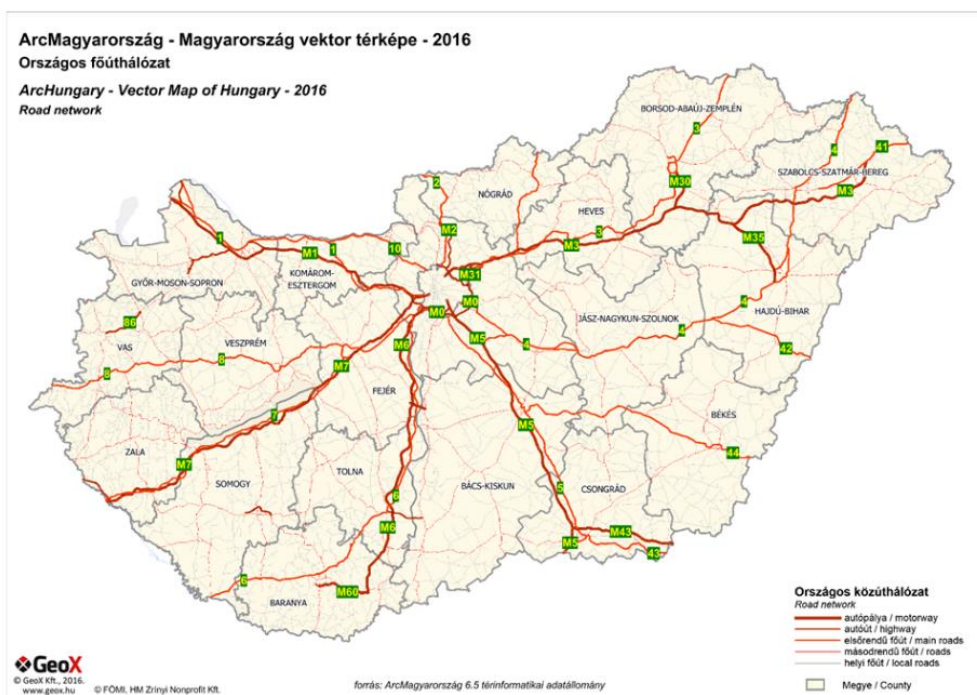 ArcMagyarország - Magyarország vektor térképe - 2016
Országos főúthálózat
ArcHungary - Vector Map of Hungary - 2016
Road network
BORSOD-ABAÚJ-ZEMPLÉN
3
41
4
2
NÓGRÁD
SZABOLCS-SZATMÁR-BEREG
M30
M3
HEVES
1
M2
3
M35
M1
1
10
M3
KOMÁROM-
ESZTERGOM
M31
GYŐR-MOSON-SOPRON
M0
4
M0
JÁSZ-NAGYKUN-SZOLNOK
HAJDÚ-BIHAR
86
4
VAS
VESZPRÉM
M6
M5
4
42
8
8
M7
FEJÉR
7
BÉKÉS
M5
44
ZALA
M7
SOMOGY
TOLNA
BÁCS-KISKUN
5
CSONGRÁD
6
M6
M43
M5
43
6
M60
BARANYA
Országos közúthálózat
Road network
autópálya / motorway
autóút / highway
elsőrendű főút / main roads
másodrendű főút / roads
helyi főút / local roads
Megye / County
GeoX
© GeoX Kft., 2016.
www.geox.hu
© FÖMI, HM Zrínyi Nonprofit Kft.
forrás: ArcMagyarország 6.5 térinformatikai adatállomány